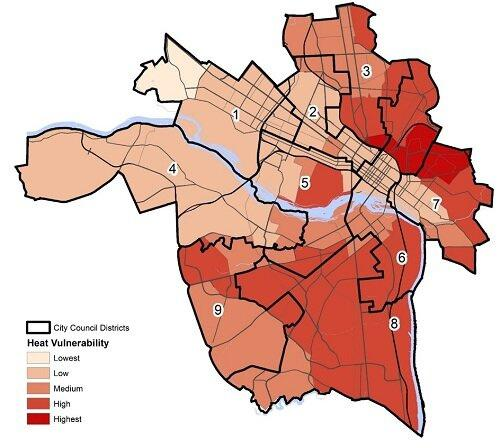 3
2
1
4
5
7
6
8
9
City Council Districts
Heat Vulnerability
Lowest
Low
Medium
High
Highest